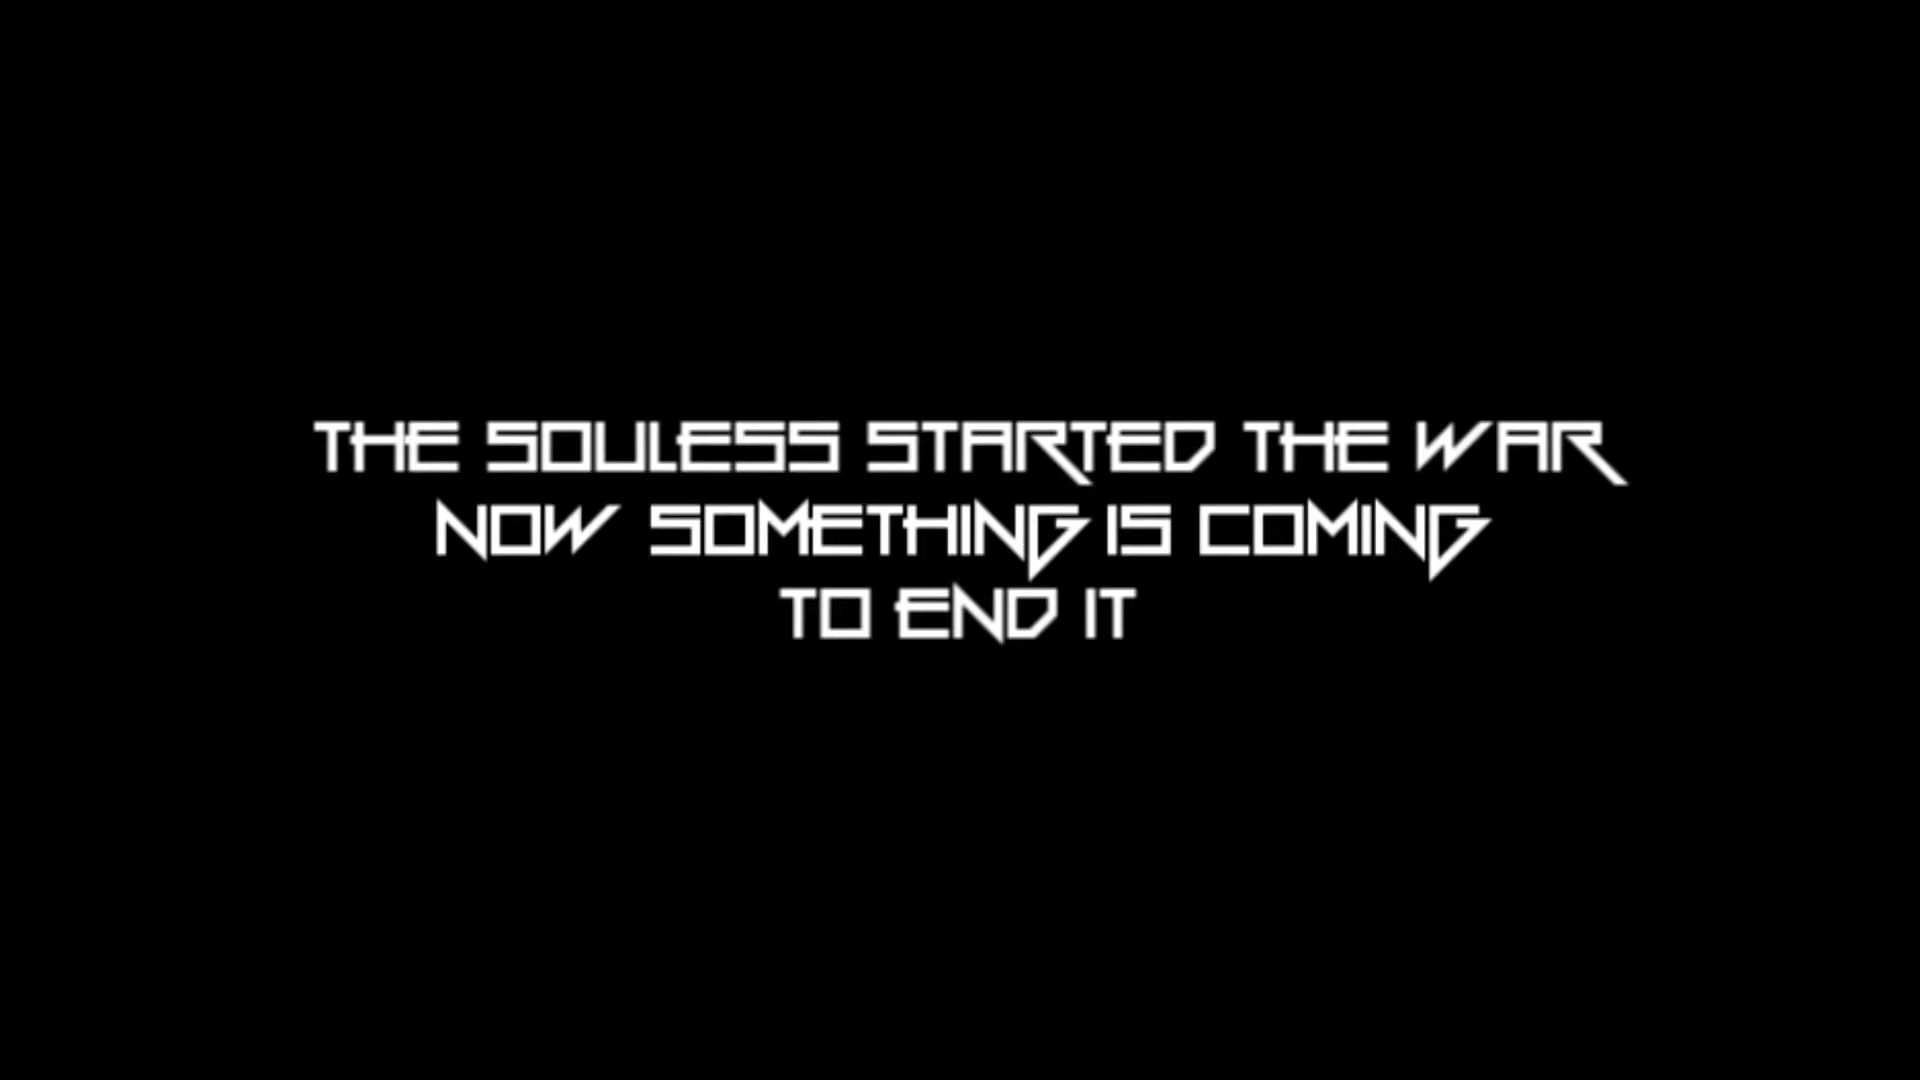 THE SOULESS STARTED THE WAR
NOW SOMETHING IS COMING
TO END IT